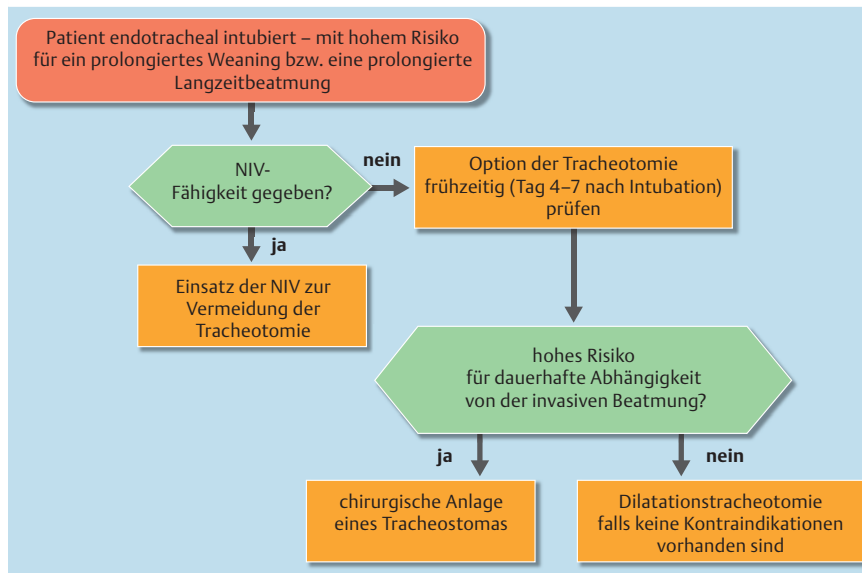 Patient endotracheal intubiert – mit hohem Risiko
für ein prolongiertes Weaning bzw. eine prolongierte
Langzeitbeatmung
NIV-
Fähigkeit gegeben?
nein
Option der Tracheotomie
frühzeitig (Tag 4–7 nach Intubation)
prüfen
ja
Einsatz der NIV zur
Vermeidung der
Tracheotomie
hohes Risiko
für dauerhafte Abhängigkeit
von der invasiven Beatmung?
ja
nein
chirurgische Anlage
eines Tracheostomas
Dilatationstracheotomie
falls keine Kontraindikationen
vorhanden sind